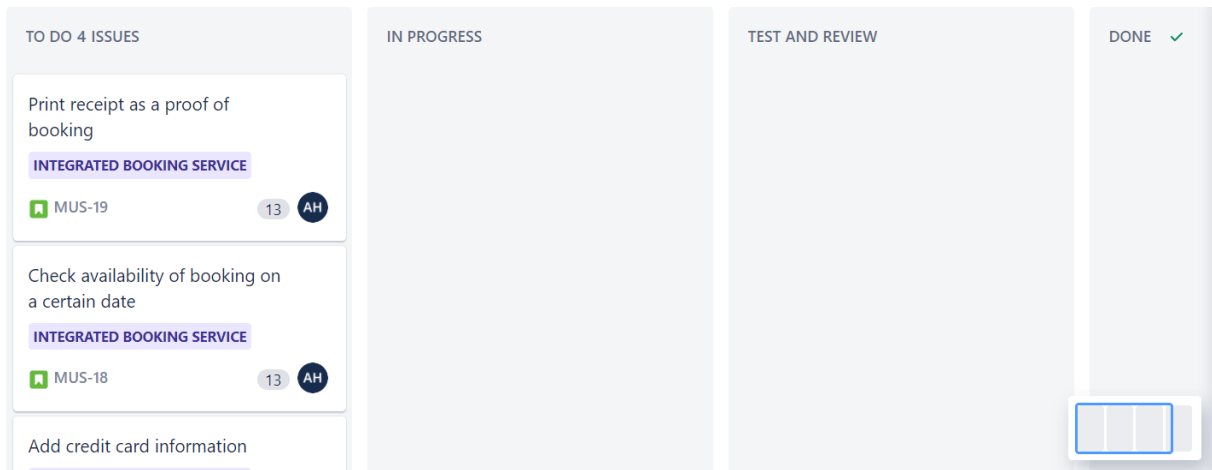 TO DO 4 ISSUES
IN PROGRESS
TEST AND REVIEW
DONE
Print receipt as a proof of
booking
INTEGRATED BOOKING SERVICE
MUS-19
13
AH
Check availability of booking on
a certain date
INTEGRATED BOOKING SERVICE
MUS-18
13
AH
Add credit card information